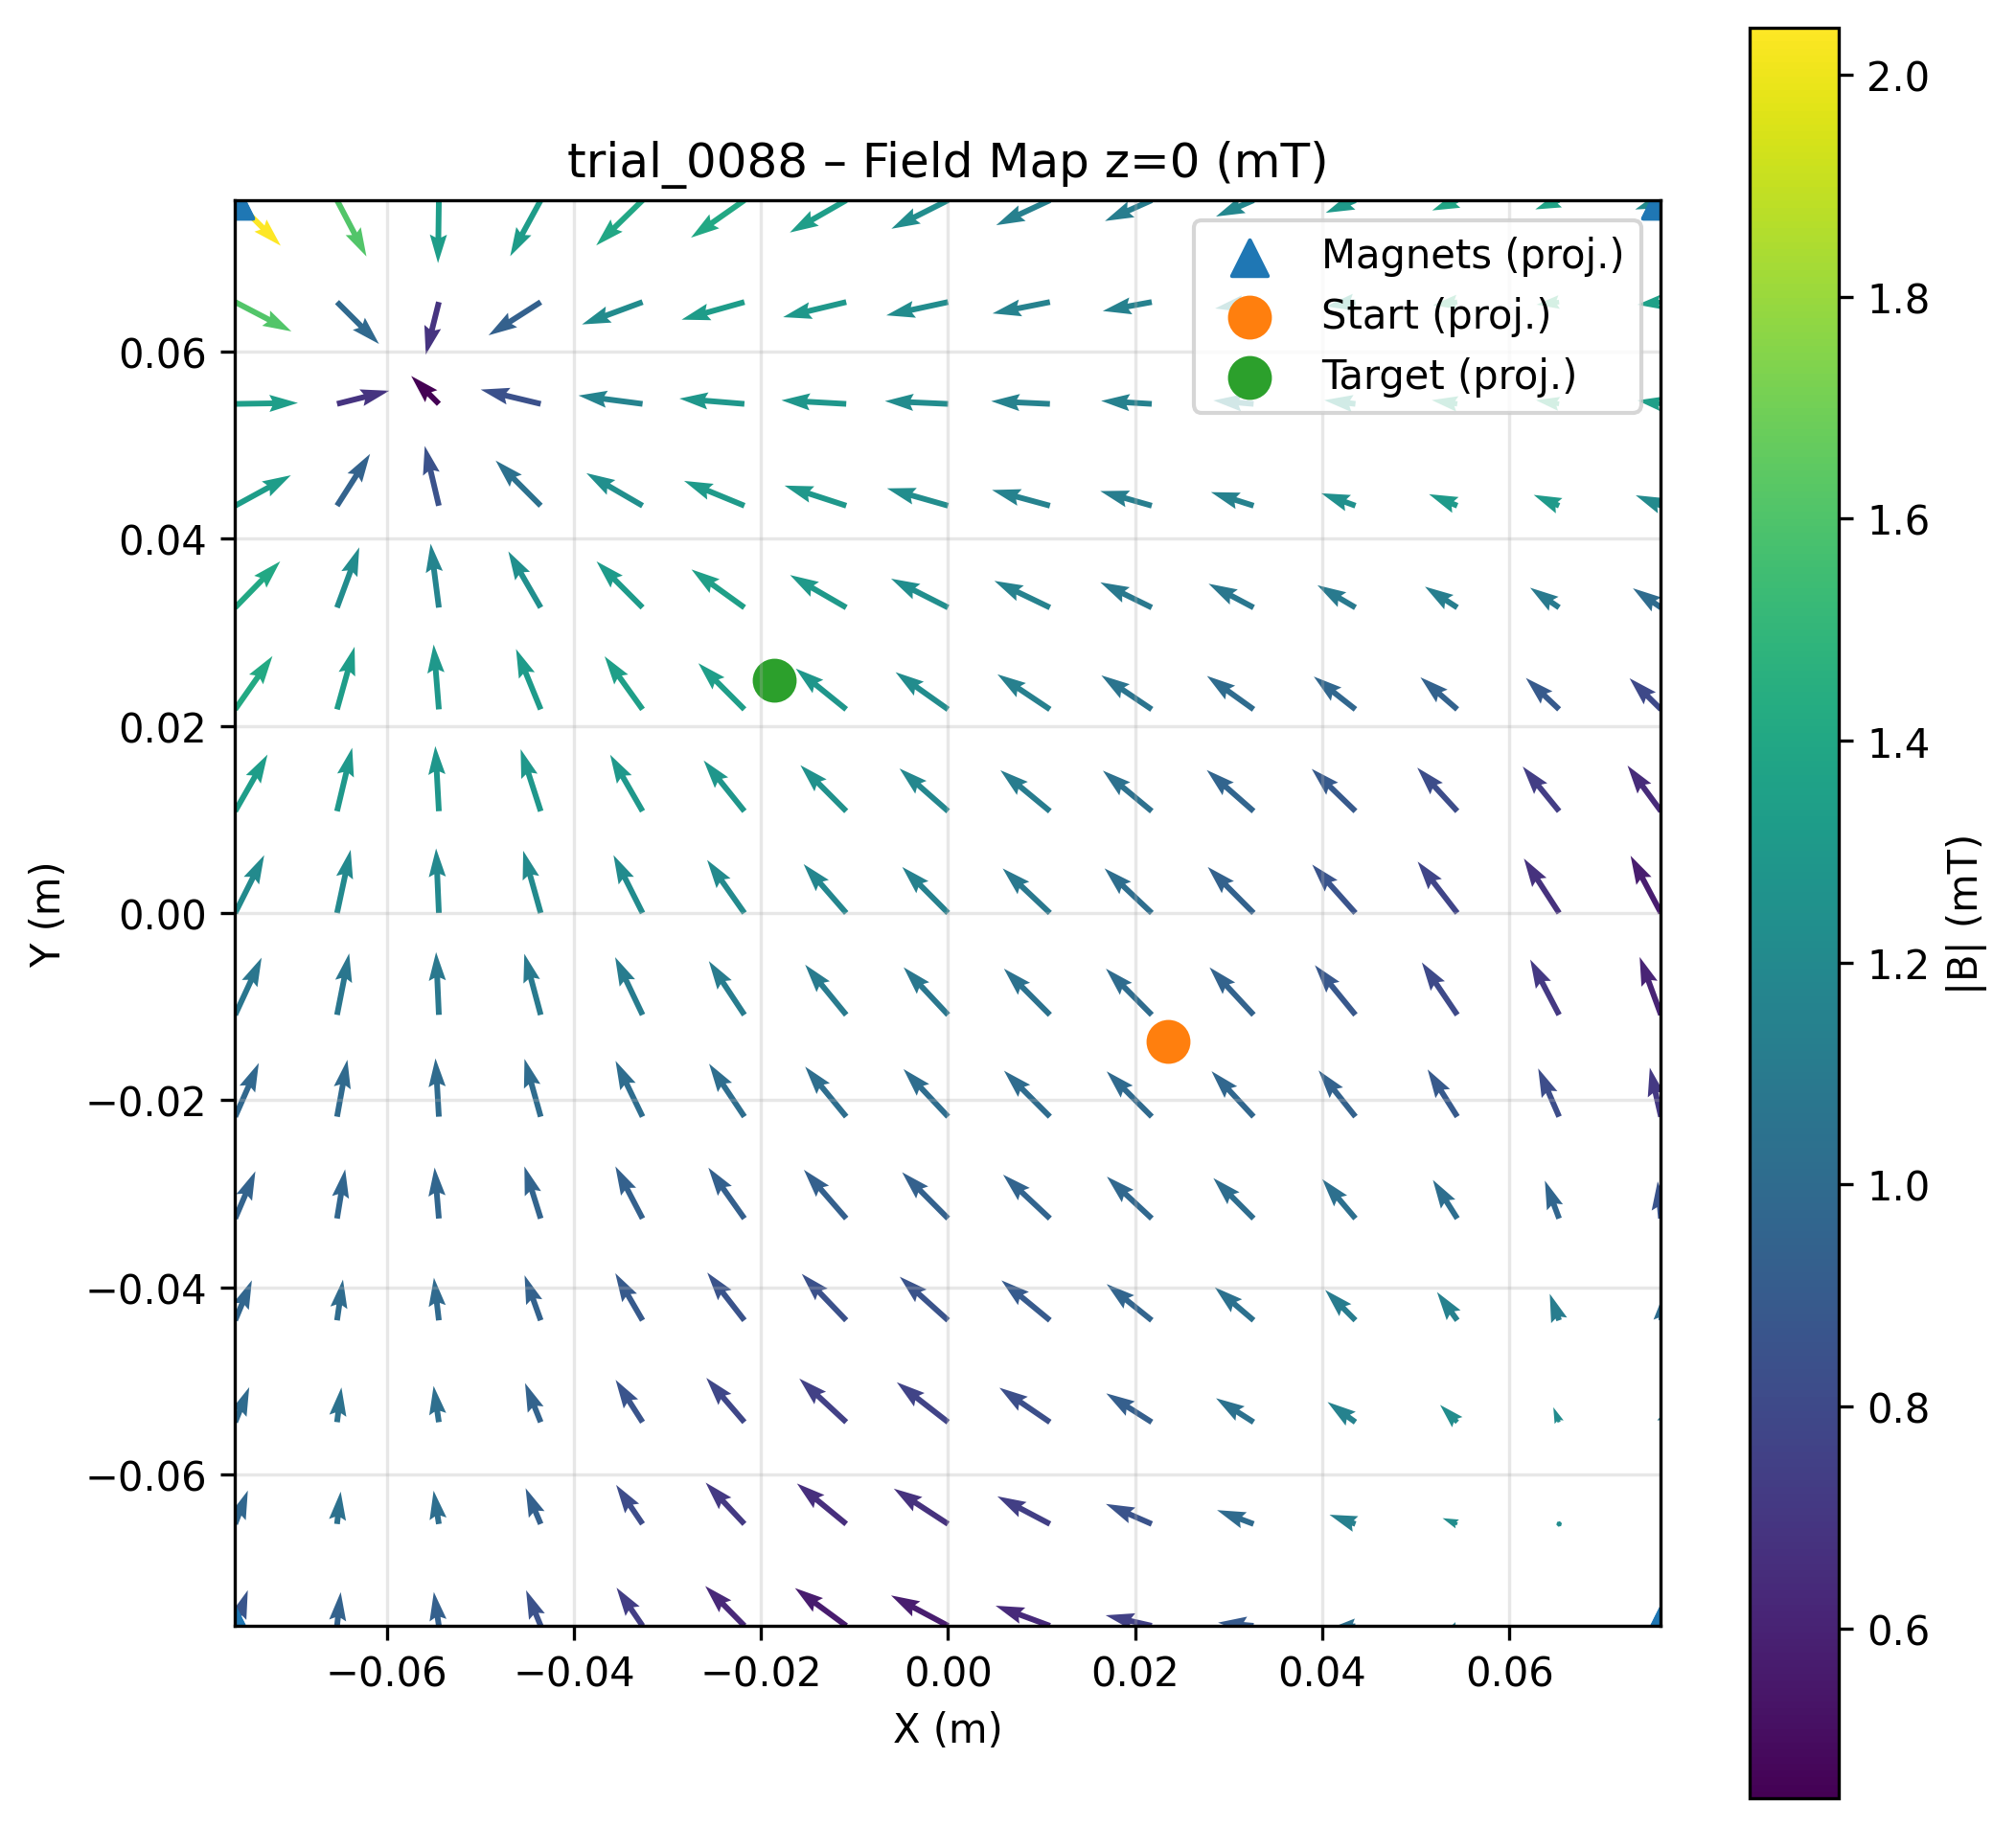 trial_0088 – Field Map z=0 (mT)
Magnets (proj.)
Start (proj.)
Target (proj.)
0.06
0.04
0.02
0.00
−0.02
−0.04
−0.06
Y (m)
−0.06 −0.04 −0.02 0.00 0.02 0.04 0.06
X (m)
2.0
1.8
1.6
1.4
1.2
1.0
0.8
0.6
|B| (mT)